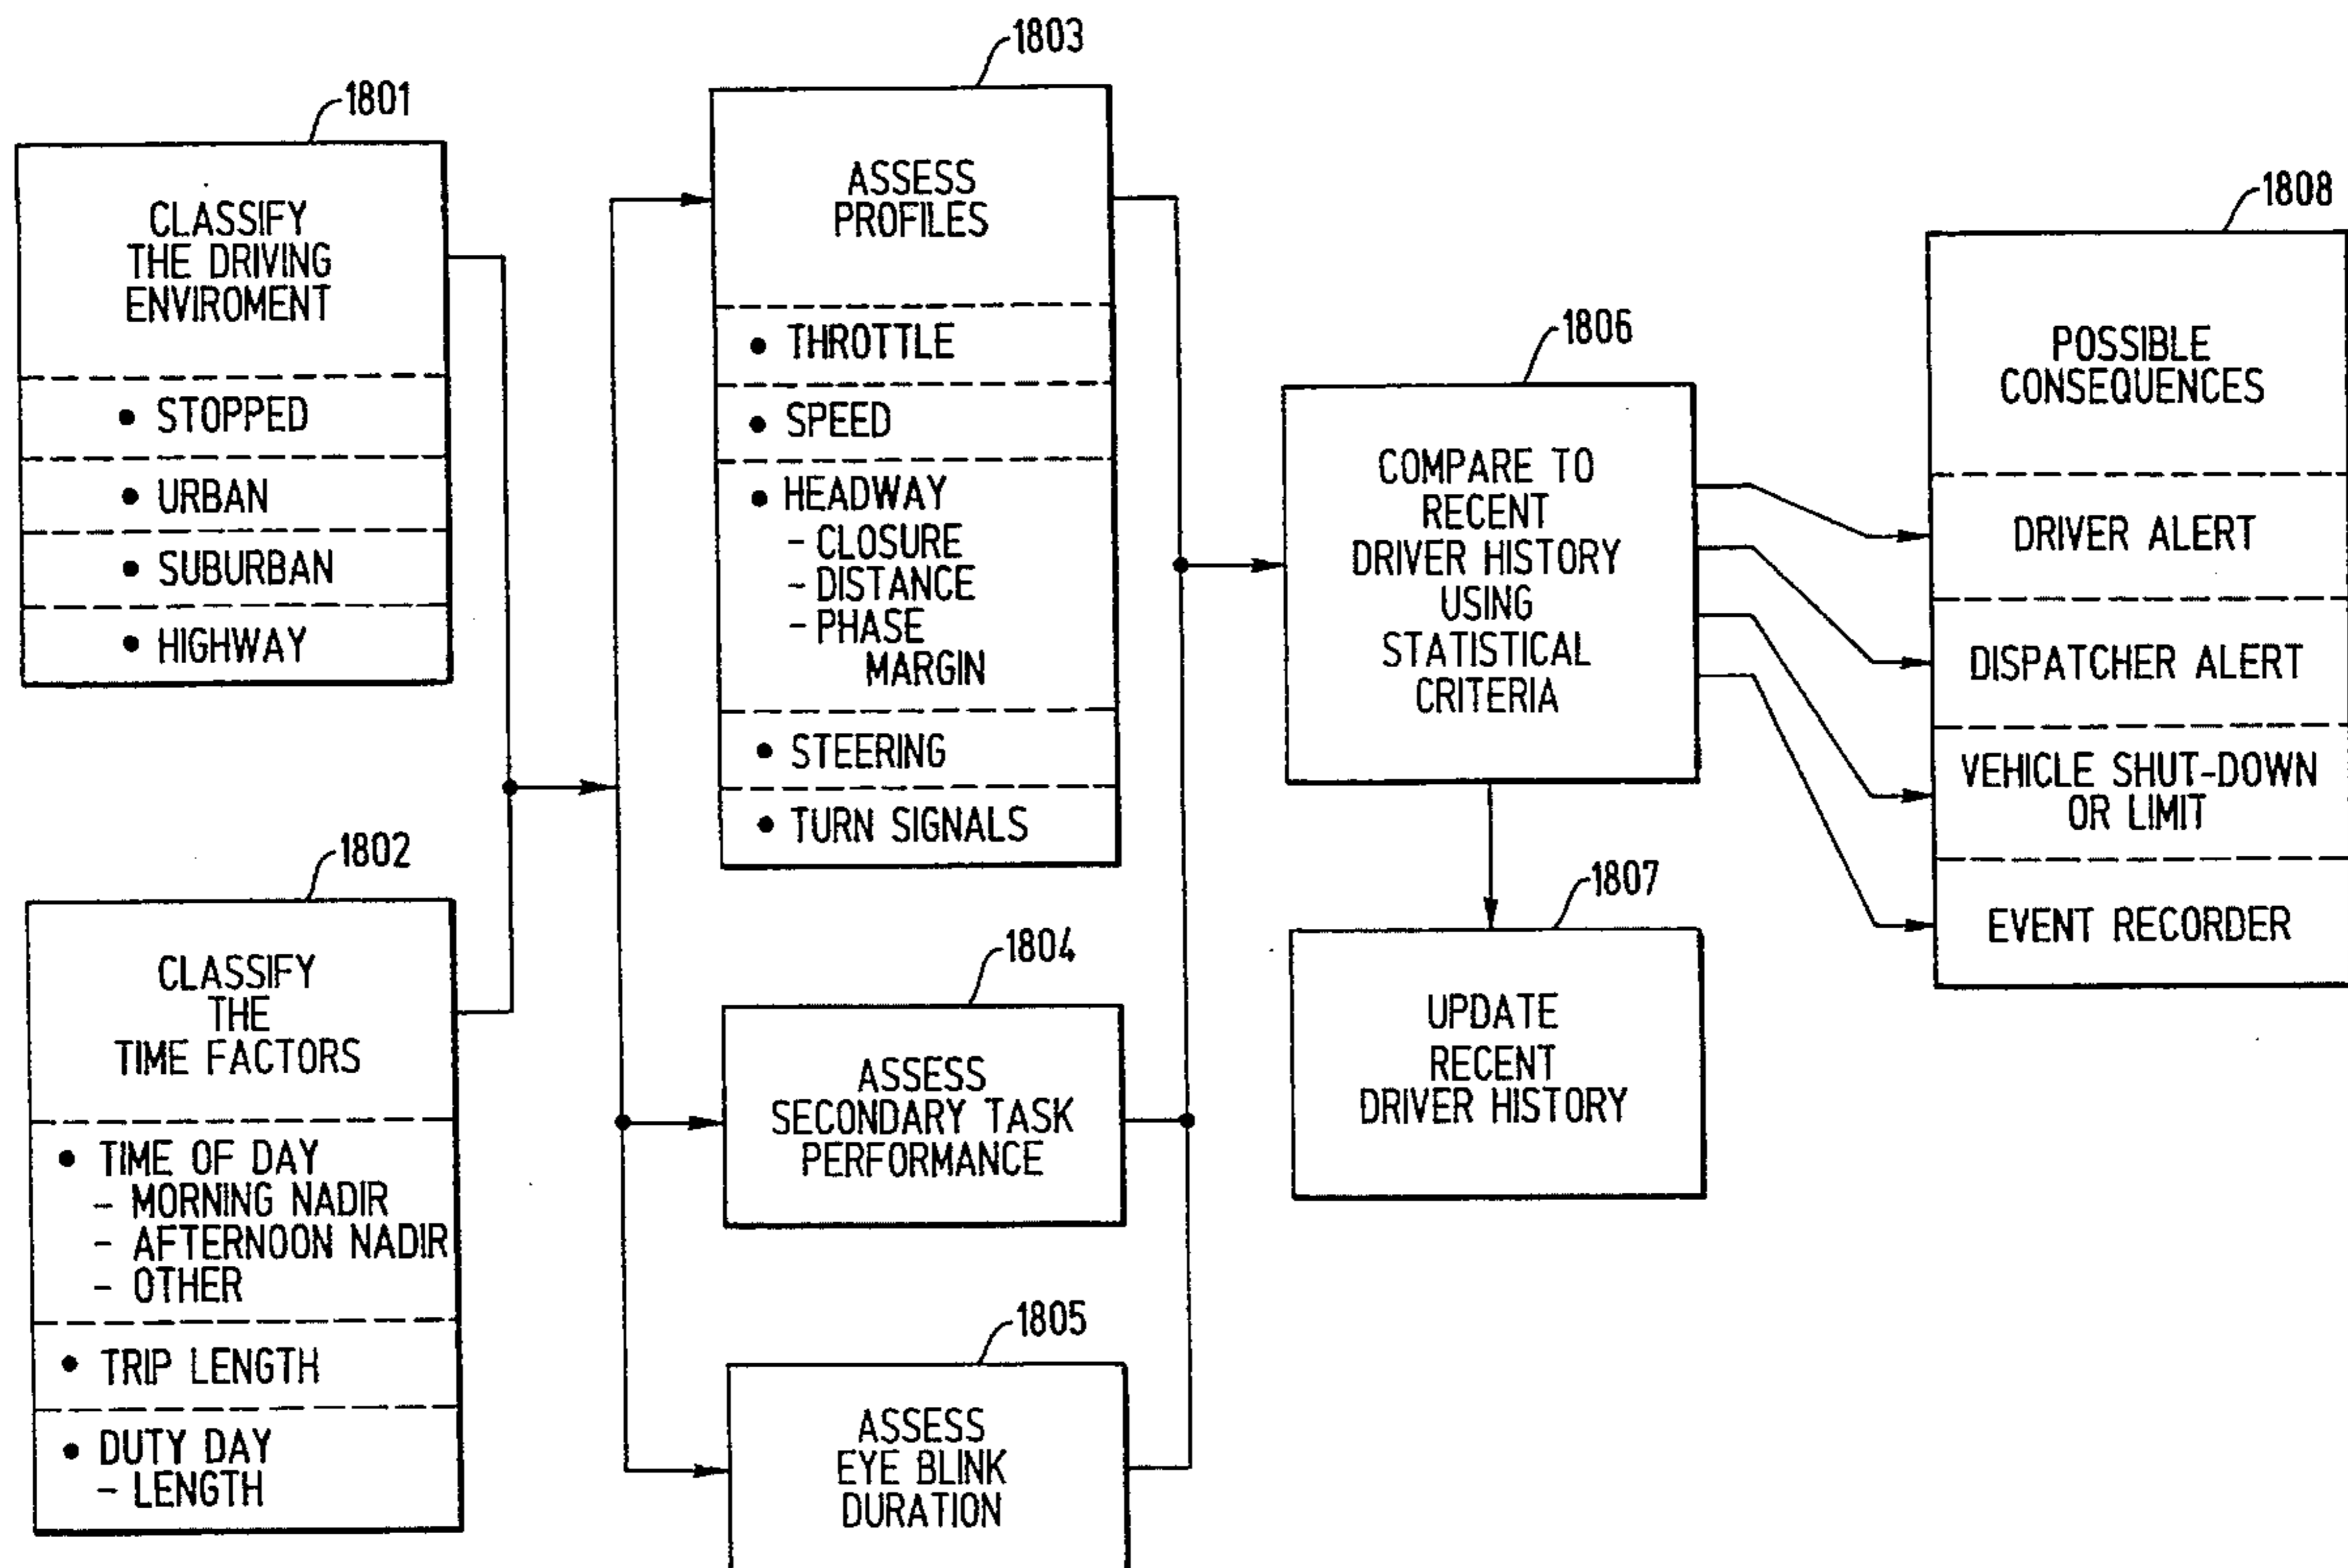 1801
CLASSIFY
THE DRIVING
ENVIROMENT
• STOPPED
• URBAN
• SUBURBAN
• HIGHWAY
1802
CLASSIFY
THE
TIME FACTORS
• TIME OF DAY
- MORNING NADIR
- AFTERNOON NADIR
- OTHER
• TRIP LENGTH
• DUTY DAY
- LENGTH
1803
ASSESS
PROFILES
• THROTTLE
• SPEED
• HEADWAY
- CLOSURE
- DISTANCE
- PHASE
MARGIN
• STEERING
• TURN SIGNALS
1804
ASSESS
SECONDARY TASK
PERFORMANCE
1805
ASSESS
EYE BLINK
DURATION
1806
COMPARE TO
RECENT
DRIVER HISTORY
USING
STATISTICAL
CRITERIA
1807
UPDATE
RECENT
DRIVER HISTORY
1808
POSSIBLE
CONSEQUENCES
DRIVER ALERT
DISPATCHER ALERT
VEHICLE SHUT-DOWN
OR LIMIT
EVENT RECORDER